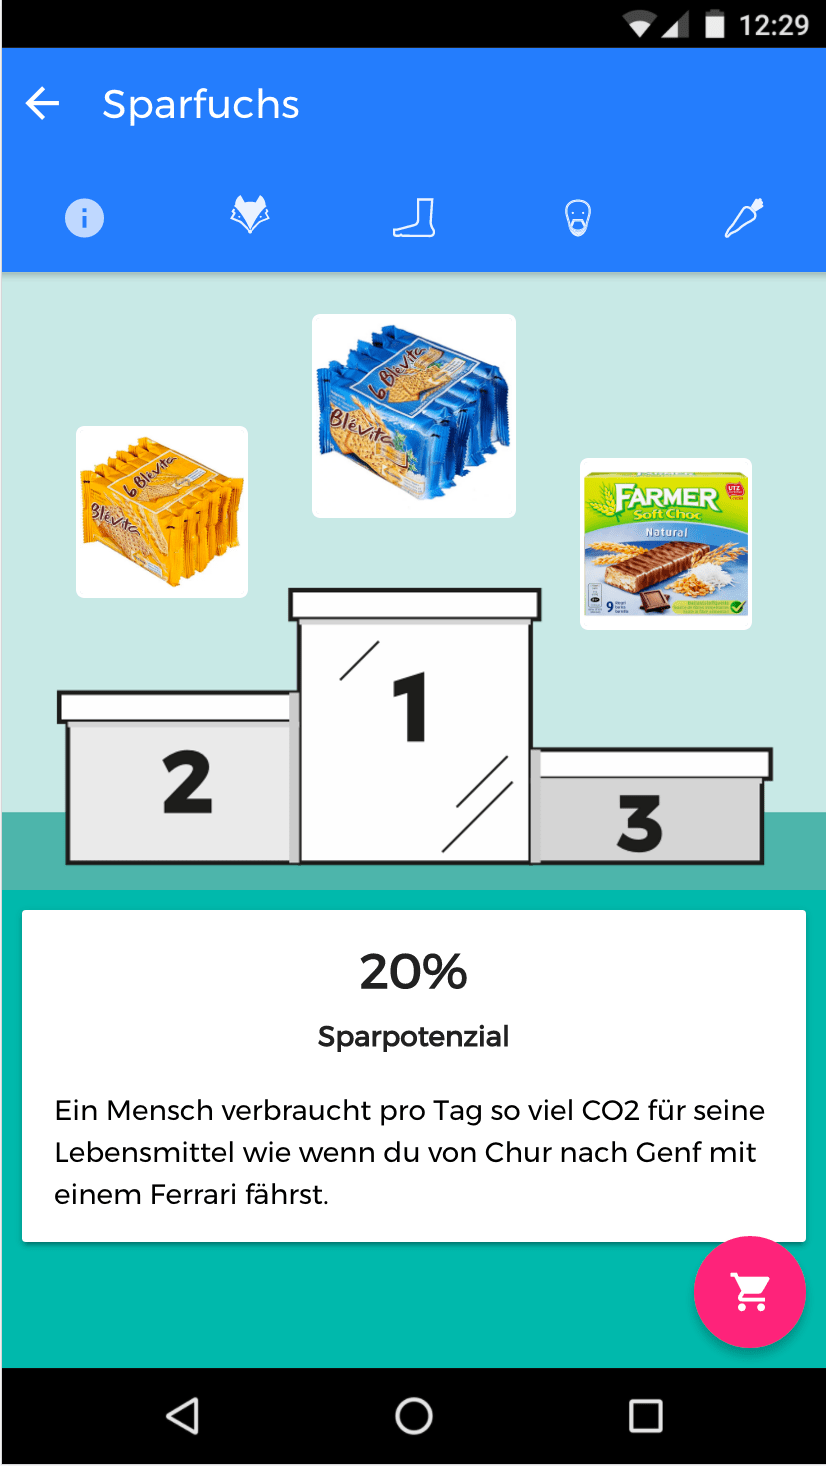 12:29
Sparfuchs
6 Blévita
Blévita
6 Blévita
Blévita
FARMER
Soft Choc
Natural
UTZ
9
1
2
3
20%
Sparpotenzial
Ein Mensch verbraucht pro Tag so viel CO2 für seine
Lebensmittel wie wenn du von Chur nach Genf mit
einem Ferrari fährst.